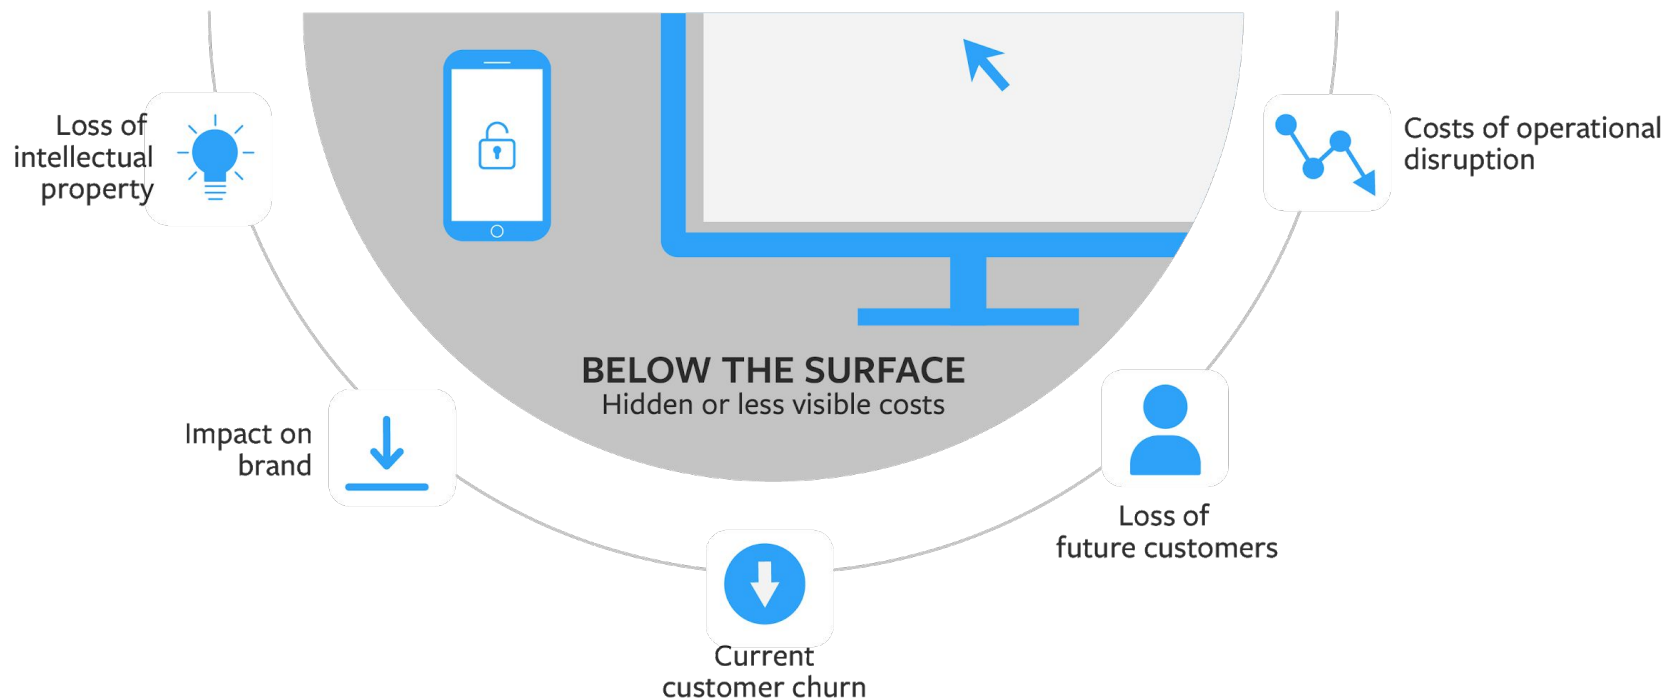 Loss of
intellectual
property
Costs of operational
disruption
BELOW THE SURFACE
Hidden or less visible costs
Impact on
brand
Loss of
future customers
Current
customer churn